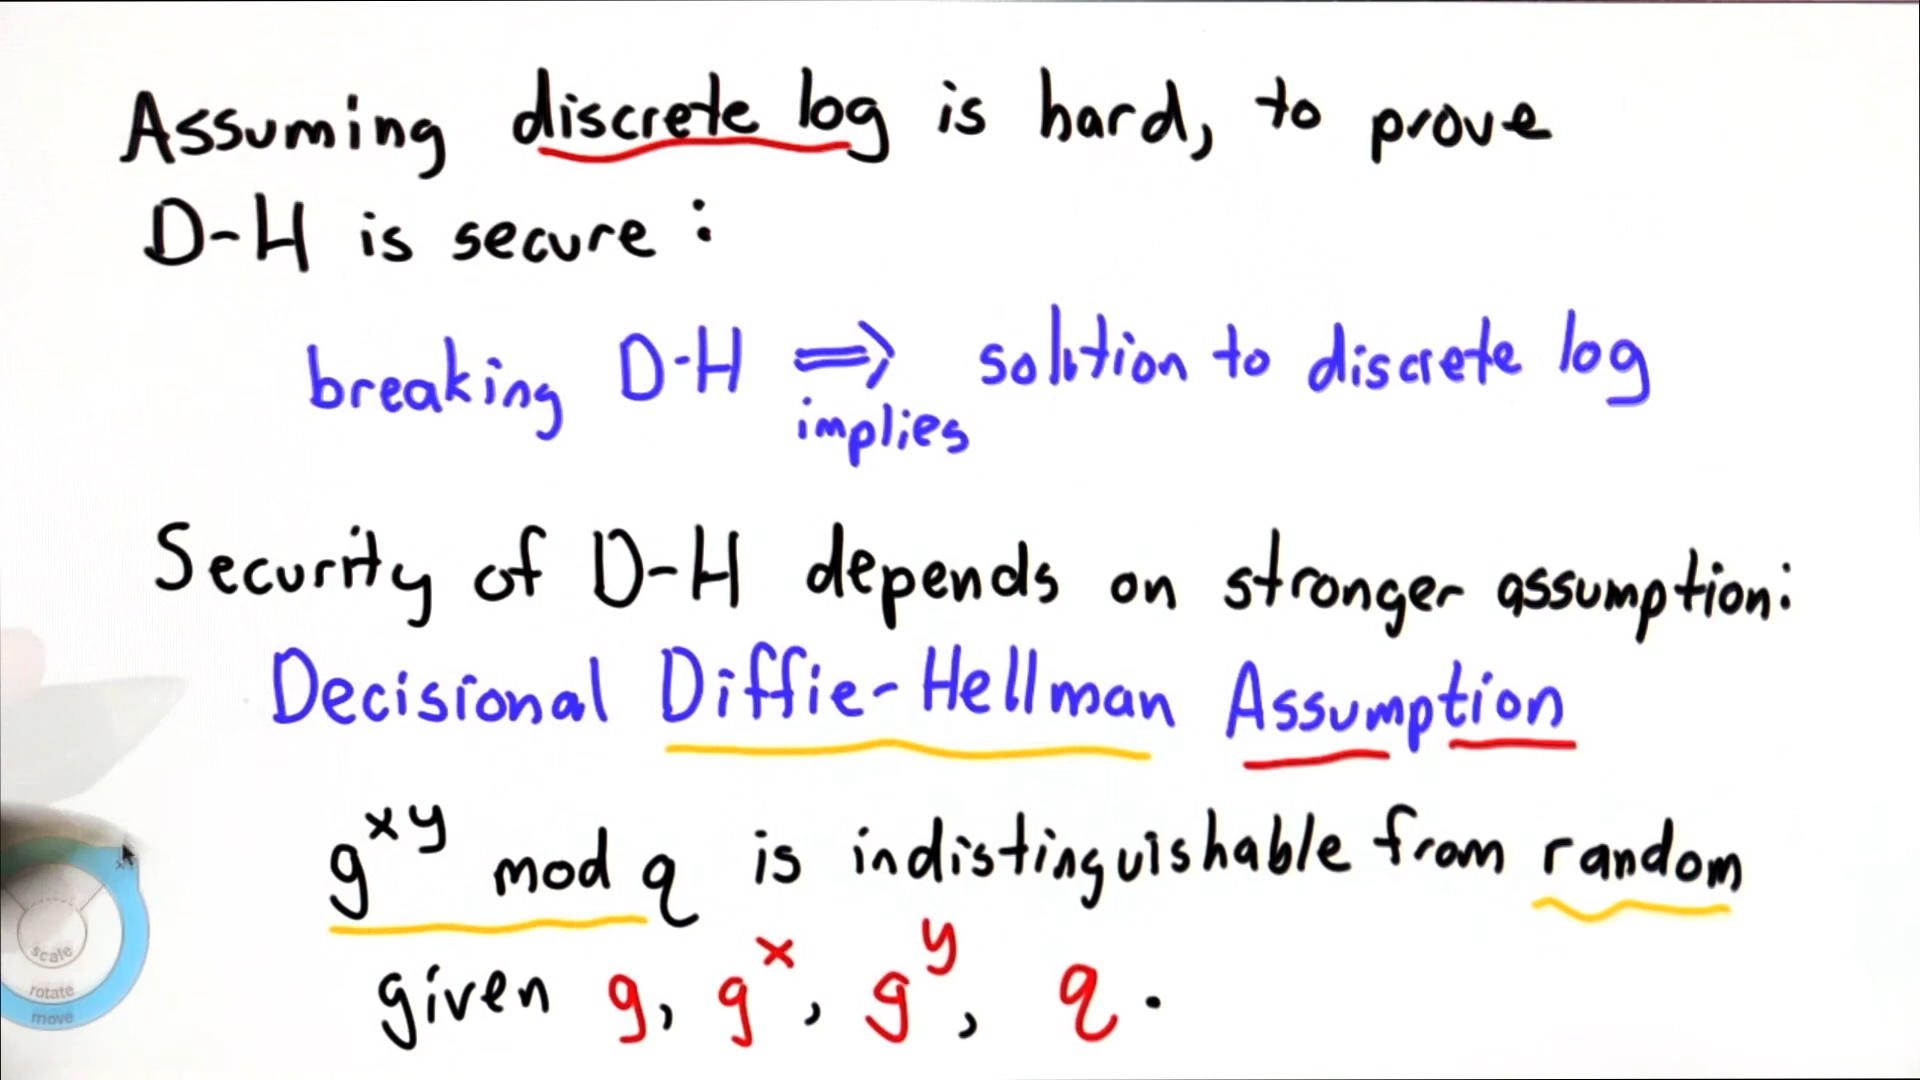 Assuming discrete log is hard, to prove
D-H is secure :
breaking D-H ⟹ solution to discrete log
implies
Security of D-H depends on stronger assumption:
Decisional Diffie-Hellman Assumption
g^xy mod q is indistinguishable from random
given g, g^x, g^y, q.
scale
rotate
move